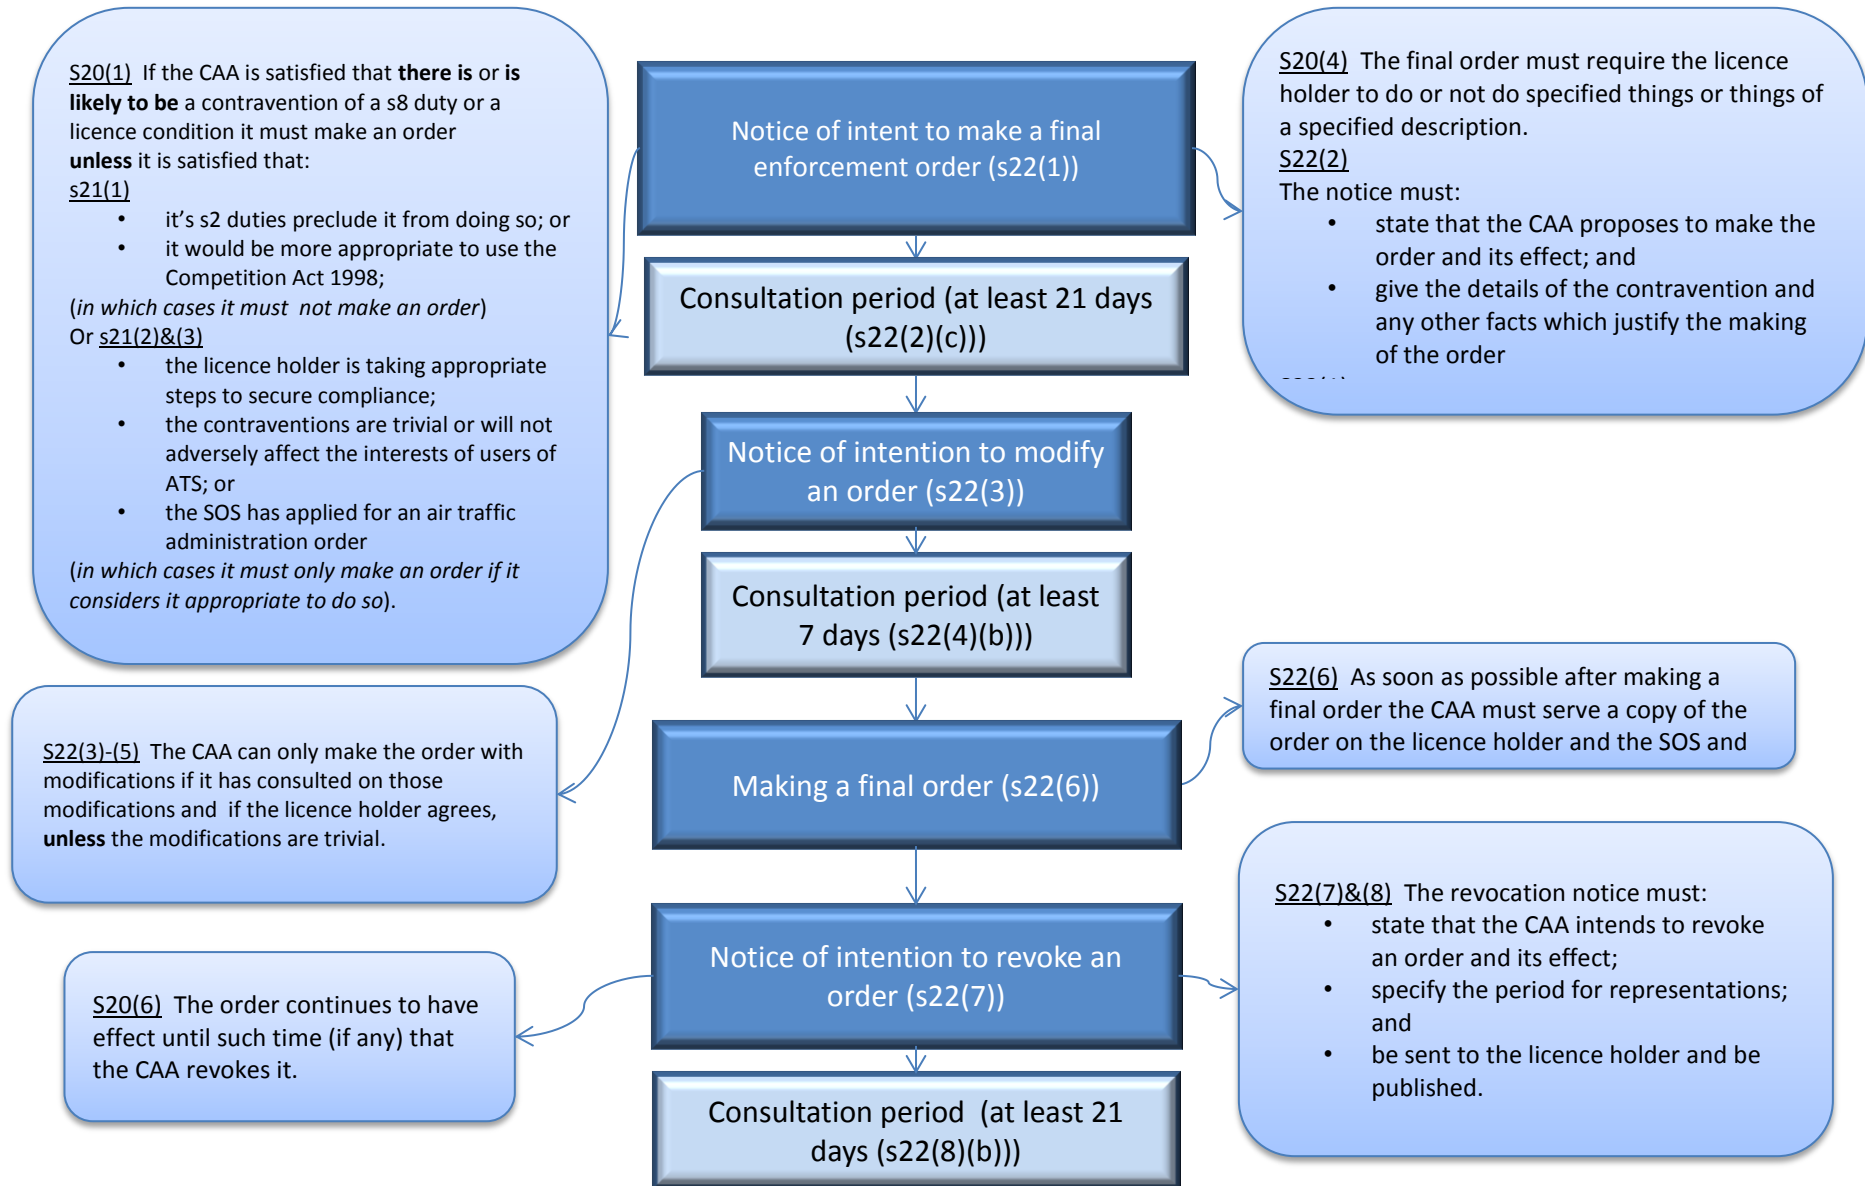 S20(1) If the CAA is satisfied that there is or is
likely to be a contravention of a s8 duty or a
licence condition it must make an order
unless it is satisfied that:
s21(1)
• it's s2 duties preclude it from doing so; or
• it would be more appropriate to use the
Competition Act 1998;
(in which cases it must not make an order)
Or s21(2)&(3)
• the licence holder is taking appropriate
steps to secure compliance;
• the contraventions are trivial or will not
adversely affect the interests of users of
ATS; or
• the SOS has applied for an air traffic
administration order
(in which cases it must only make an order if it
considers it appropriate to do so).
Notice of intent to make a final
enforcement order (s22(1))
S20(4) The final order must require the licence
holder to do or not do specified things or things of
a specified description.
S22(2)
The notice must:
• state that the CAA proposes to make the
order and its effect; and
• give the details of the contravention and
any other facts which justify the making
of the order
Consultation period (at least 21 days
(s22(2)(c)))
Notice of intention to modify
an order (s22(3))
Consultation period (at least
7 days (s22(4)(b)))
S22(3)-(5) The CAA can only make the order with
modifications if it has consulted on those
modifications and if the licence holder agrees,
unless the modifications are trivial.
Making a final order (s22(6))
S22(6) As soon as possible after making a
final order the CAA must serve a copy of the
order on the licence holder and the SOS and
Notice of intention to revoke an
order (s22(7))
S20(6) The order continues to have
effect until such time (if any) that
the CAA revokes it.
S22(7)&(8) The revocation notice must:
• state that the CAA intends to revoke
an order and its effect;
• specify the period for representations;
and
• be sent to the licence holder and be
published.
Consultation period (at least 21
days (s22(8)(b)))